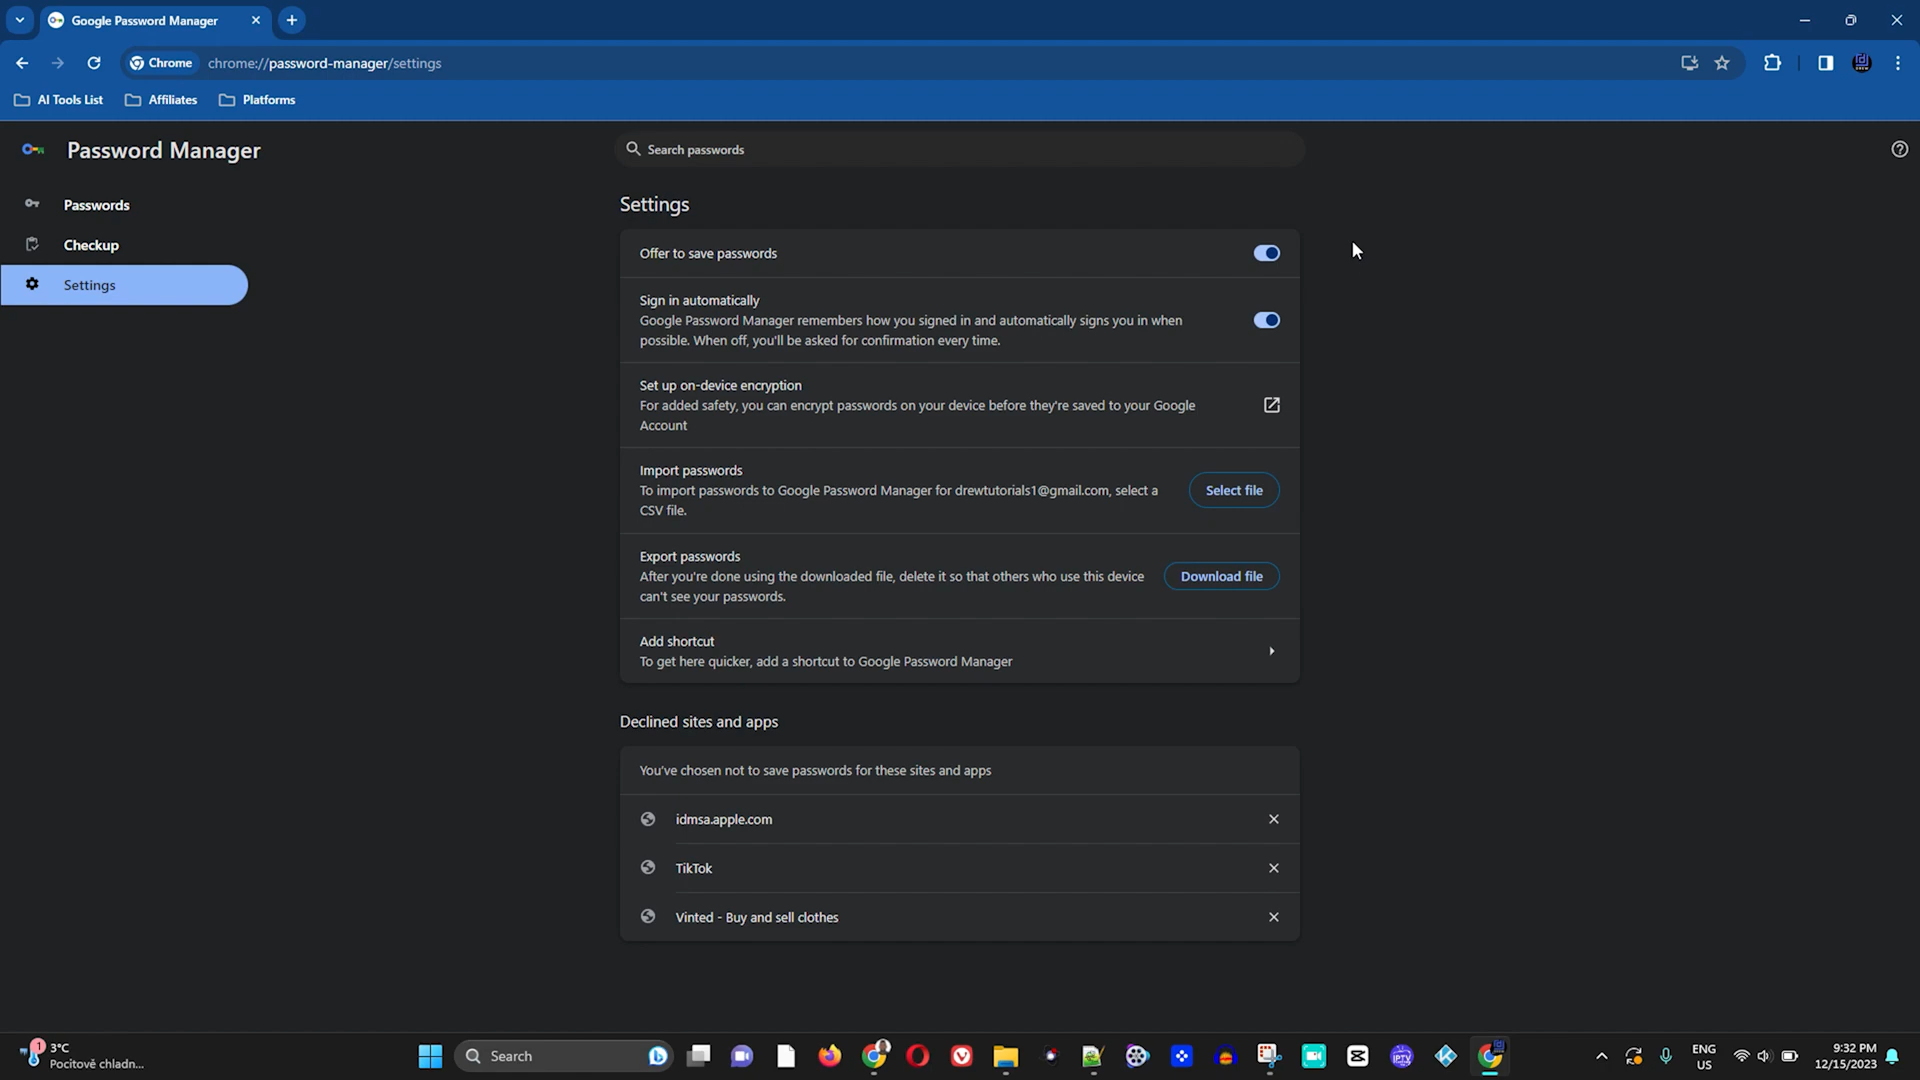 Google Password Manager
Chrome
chrome://password-manager/settings
AI Tools List
Affiliates
Platforms
Password Manager
Search passwords
Passwords
Checkup
Settings
Settings
Offer to save passwords
Sign in automatically
Google Password Manager remembers how you signed in and automatically signs you in when
possible. When off, you'll be asked for confirmation every time.
Set up on-device encryption
For added safety, you can encrypt passwords on your device before they're saved to your Google
Account
Import passwords
To import passwords to Google Password Manager for drewtutorials1@gmail.com, select a
CSV file.
Select file
Export passwords
After you're done using the downloaded file, delete it so that others who use this device
can't see your passwords.
Download file
Add shortcut
To get here quicker, add a shortcut to Google Password Manager
Declined sites and apps
You've chosen not to save passwords for these sites and apps
idmsa.apple.com
TikTok
Vinted - Buy and sell clothes
1
3°C
Pocitově chladn...
Search
IPTV
ENG
US
9:32 PM
12/15/2023